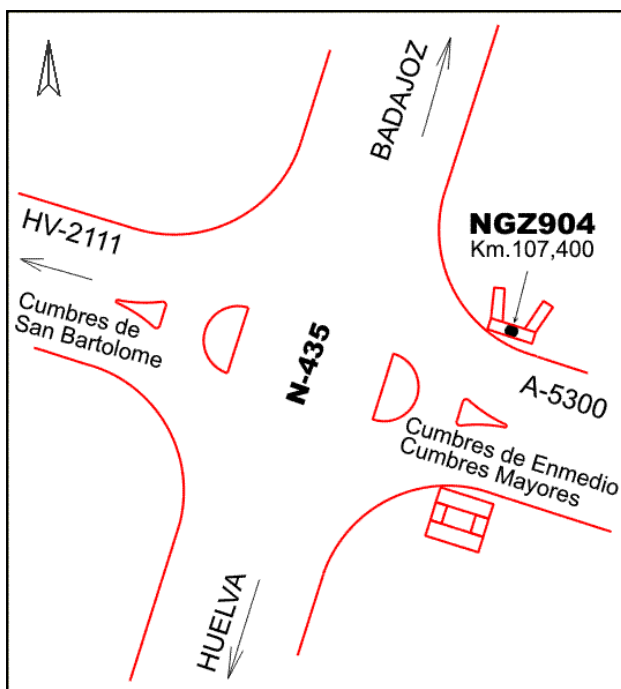 BADAJOZ
HV-2111
NGZ904
Km.107,400
Cumbres de
San Bartolome
N-435
A-5300
Cumbres de Enmedio
Cumbres Mayores
HUELVA